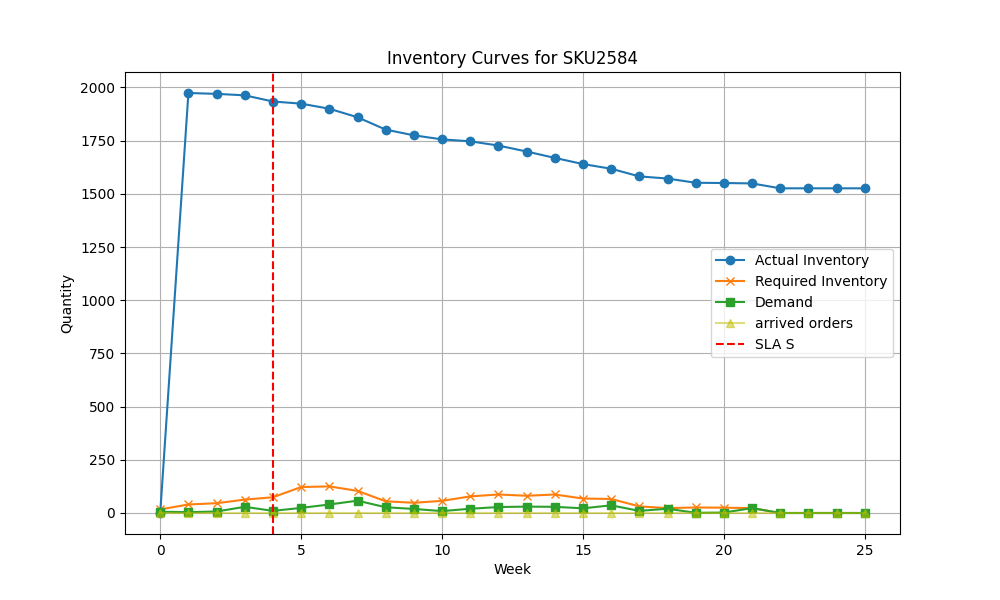 Inventory Curves for SKU2584
2000
1750
1500
1250
1000
750
500
250
0
Quantity
Actual Inventory
Required Inventory
Demand
arrived orders
SLA S
0 5 10 15 20 25
Week